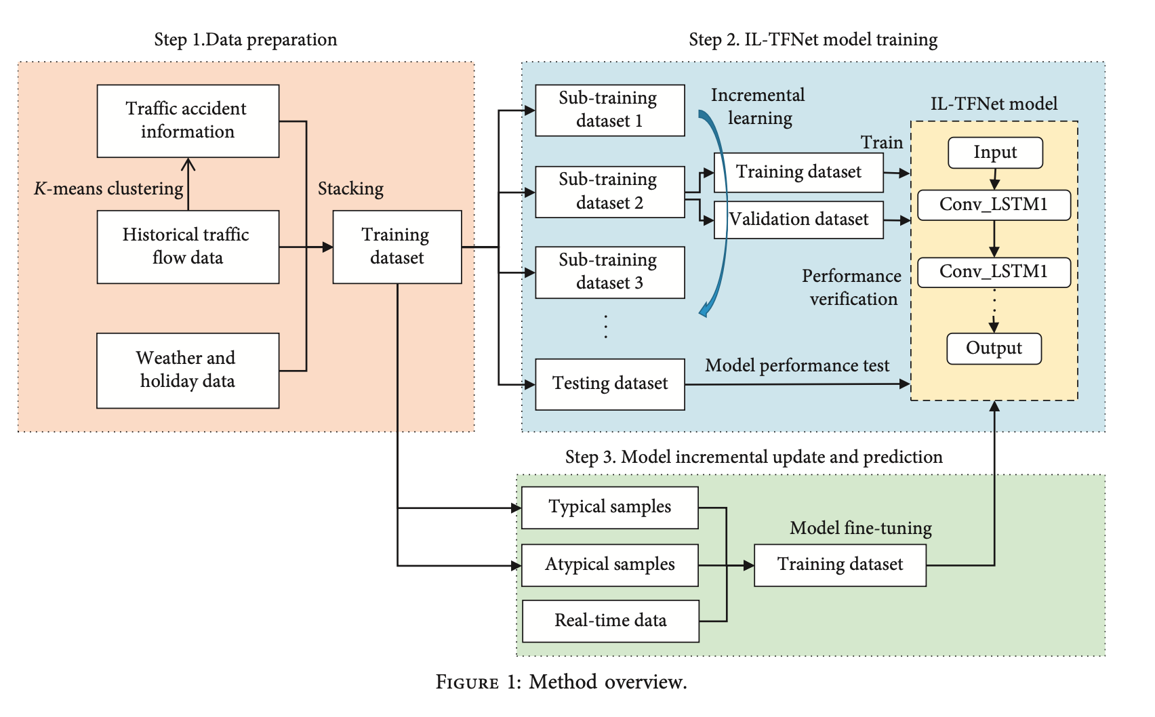 Step 1.Data preparation
Traffic accident
information
K-means clustering
Stacking
Historical traffic
flow data
Training
dataset
Weather and
holiday data
Step 2. IL-TFNet model training
Sub-training
dataset 1
Incremental
learning
Sub-training
dataset 2
Training dataset
Train
Validation dataset
Sub-training
dataset 3
Performance
verification
Testing dataset
Model performance test
IL-TFNet model
Input
Conv_LSTM1
Conv_LSTM1
Output
Step 3. Model incremental update and prediction
Typical samples
Atypical samples
Real-time data
Model fine-tuning
Training dataset
Figure 1: Method overview.